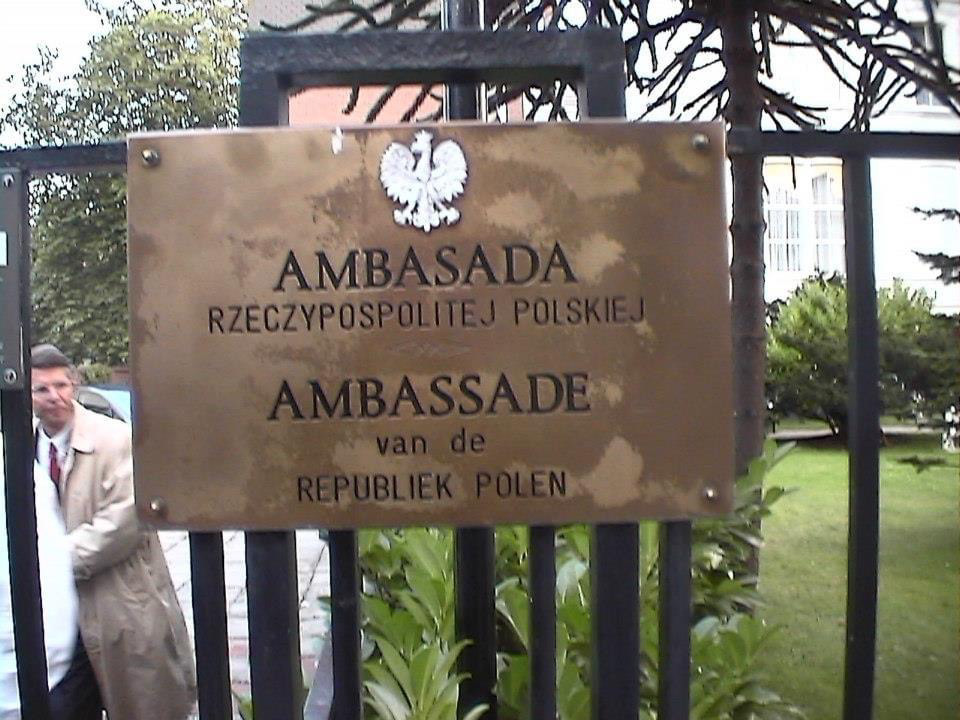 AMBASADA
RZECZYPOSPOLITEJ POLSKIEJ
AMBASSADE
van de
REPUBLIEK POLEN